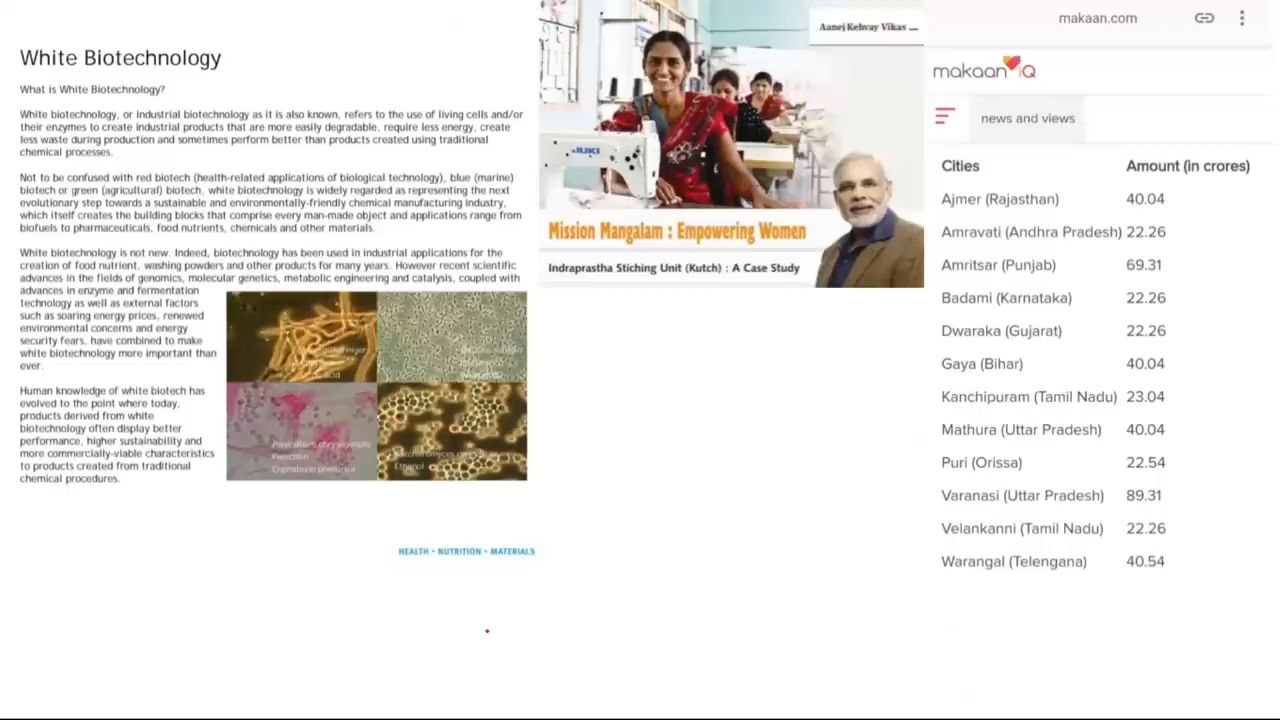 White Biotechnology
What is White Biotechnology?
White biotechnology, or industrial biotechnology as it is also known, refers to the use of living cells and/or
their enzymes to create industrial products that are more easily degradable, require less energy, create
less waste during production and sometimes perform better than products created using traditional
chemical processes.
Not to be confused with red biotech (health-related applications of biological technology), blue (marine)
biotech or green (agricultural) biotech, white biotechnology is widely regarded as representing the next
evolutionary step towards a sustainable and environmentally-friendly chemical manufacturing industry,
which itself creates the building blocks that comprise every man-made object and applications range from
biofuels to pharmaceuticals, food nutrients, chemicals and other materials.
White biotechnology is not new. Indeed, biotechnology has been used in industrial applications for the
creation of food nutrient, washing powders and other products for many years. However recent scientific
advances in the fields of genomics, molecular genetics, metabolic engineering and catalysis, coupled with
advances in enzyme and fermentation
technology as well as external factors
such as soaring energy prices, renewed
environmental concerns and energy
security fears, have combined to make
white biotechnology more important than
ever.
Human knowledge of white biotech has
evolved to the point where today,
products derived from white
biotechnology often display better
performance, higher sustainability and
more commercially-viable characteristics
to products created from traditional
chemical procedures.
niger
Penicillium chrysogenum
Penicillin
Ethanol
HEALTH • NUTRITION • MATERIALS
Vikas ...
JUKI
Mission Mangalam : Empowering Women
Indraprastha Stiching Unit (Kutch) : A Case Study
makaan.com
makaan iQ
news and views
Cities Amount (in crores)
Ajmer (Rajasthan) 40.04
Amravati (Andhra Pradesh) 22.26
Amritsar (Punjab) 69.31
Badami (Karnataka) 22.26
Dwaraka (Gujarat) 22.26
Gaya (Bihar) 40.04
Kanchipuram (Tamil Nadu) 23.04
Mathura (Uttar Pradesh) 40.04
Puri (Orissa) 22.54
Varanasi (Uttar Pradesh) 89.31
Velankanni (Tamil Nadu) 22.26
Warangal (Telengana) 40.54